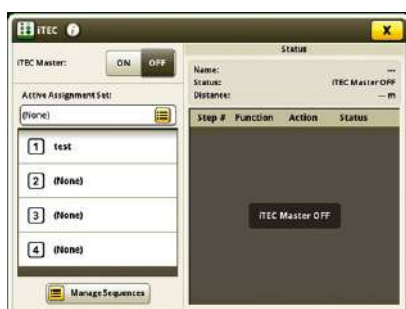 iTEC
X
iTEC Master:
ON
OFF
Active Assignment Set:
(None)
1 test
2 (None)
3 (None)
4 (None)
Manage Sequences
Status
Name: ---
Status: iTEC Master OFF
Distance: --- m
Step # Function Action Status
iTEC Master OFF